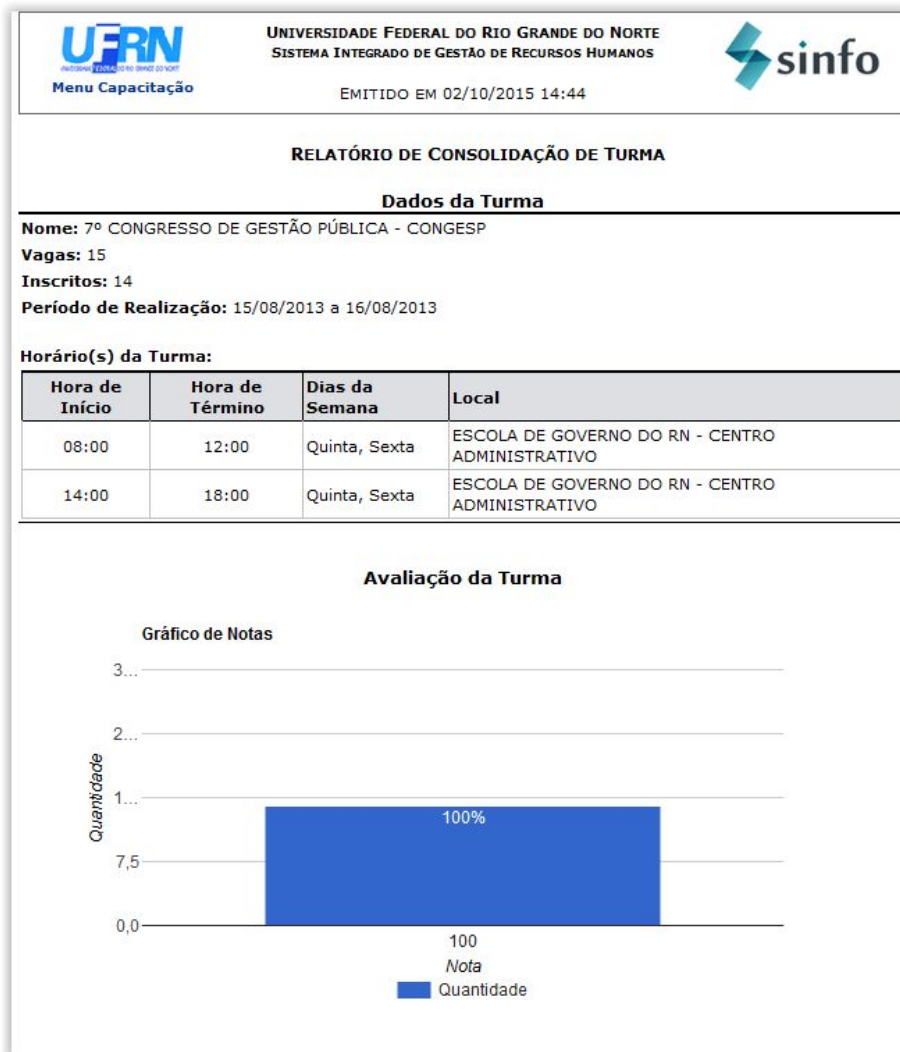 UFRN
Menu Capacitação
UNIVERSIDADE FEDERAL DO RIO GRANDE DO NORTE
SISTEMA INTEGRADO DE GESTÃO DE RECURSOS HUMANOS
EMITIDO EM 02/10/2015 14:44
sinfo
RELATÓRIO DE CONSOLIDAÇÃO DE TURMA
Dados da Turma
Nome: 7º CONGRESSO DE GESTÃO PÚBLICA - CONGESP
Vagas: 15
Inscritos: 14
Período de Realização: 15/08/2013 a 16/08/2013
Horário(s) da Turma:
Hora de Início Hora de Término Dias da Semana Local
08:00 12:00 Quinta, Sexta ESCOLA DE GOVERNO DO RN - CENTRO ADMINISTRATIVO
14:00 18:00 Quinta, Sexta ESCOLA DE GOVERNO DO RN - CENTRO ADMINISTRATIVO
Avaliação da Turma
Gráfico de Notas
3...
2...
1...
7,5
0,0
Quantidade
100%
100
Nota
Quantidade